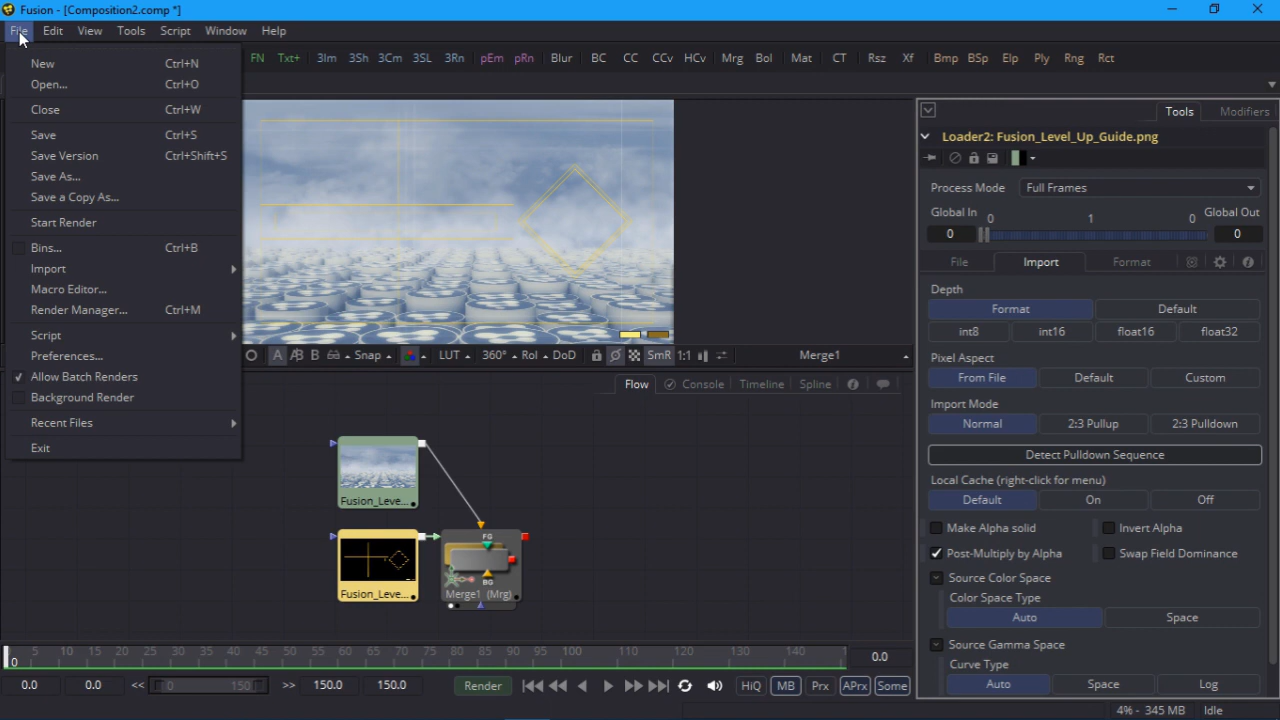 Fusion - [Composition2.comp *]
File Edit View Tools Script Window Help
New Ctrl+N
Open... Ctrl+O
Close Ctrl+W
Save Ctrl+S
Save Version Ctrl+Shift+S
Save As...
Save a Copy As...
Start Render
Bins... Ctrl+B
Import
Macro Editor...
Render Manager... Ctrl+M
Script
Preferences...
Allow Batch Renders
Background Render
Recent Files
Exit
FN Txt+ 3Im 3Sh 3Cm 3SL 3Rn pEm pRn Blur BC CC CCv HCv Mrg Bol Mat CT Rsz Xf Bmp BSp Elp Ply Rng Rct
A A/B B Snap LUT 360° RoI DoD SmR 1:1 Merge1
Flow Console Timeline Spline
Fusion_Leve...
Fusion_Leve...
FG
BG
Merge1 (Mrg)
Tools Modifiers
Loader2: Fusion_Level_Up_Guide.png
Process Mode Full Frames
Global In 0 1 0 Global Out
0 0
File Import Format
Depth
Format Default
int8 int16 float16 float32
Pixel Aspect
From File Default Custom
Import Mode
Normal 2:3 Pullup 2:3 Pulldown
Detect Pulldown Sequence
Local Cache (right-click for menu)
Default On Off
Make Alpha solid Invert Alpha
Post-Multiply by Alpha Swap Field Dominance
Source Color Space
Color Space Type
Auto Space
Source Gamma Space
Curve Type
Auto Space Log
0 5 10 15 20 25 30 35 40 45 50 55 60 65 70 75 80 85 90 95 100 110 120 130 140 0.0
0.0 0.0 << 0 150 >> 150.0 150.0 Render HiQ MB Prx APrx Some
4% - 345 MB Idle